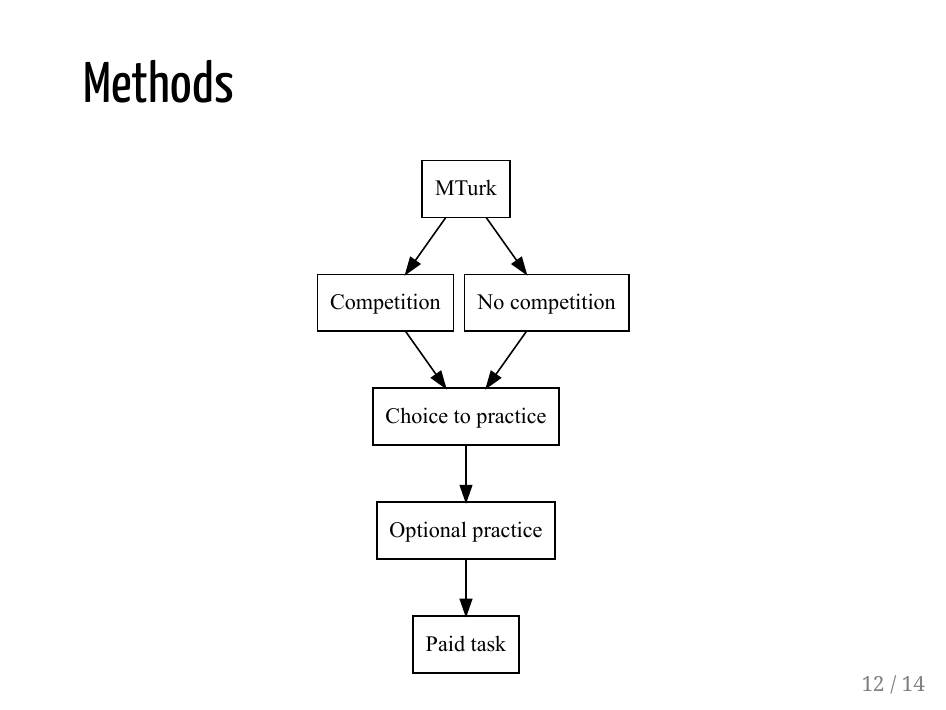 Methods
MTurk
Competition
No competition
Choice to practice
Optional practice
Paid task
12 / 14